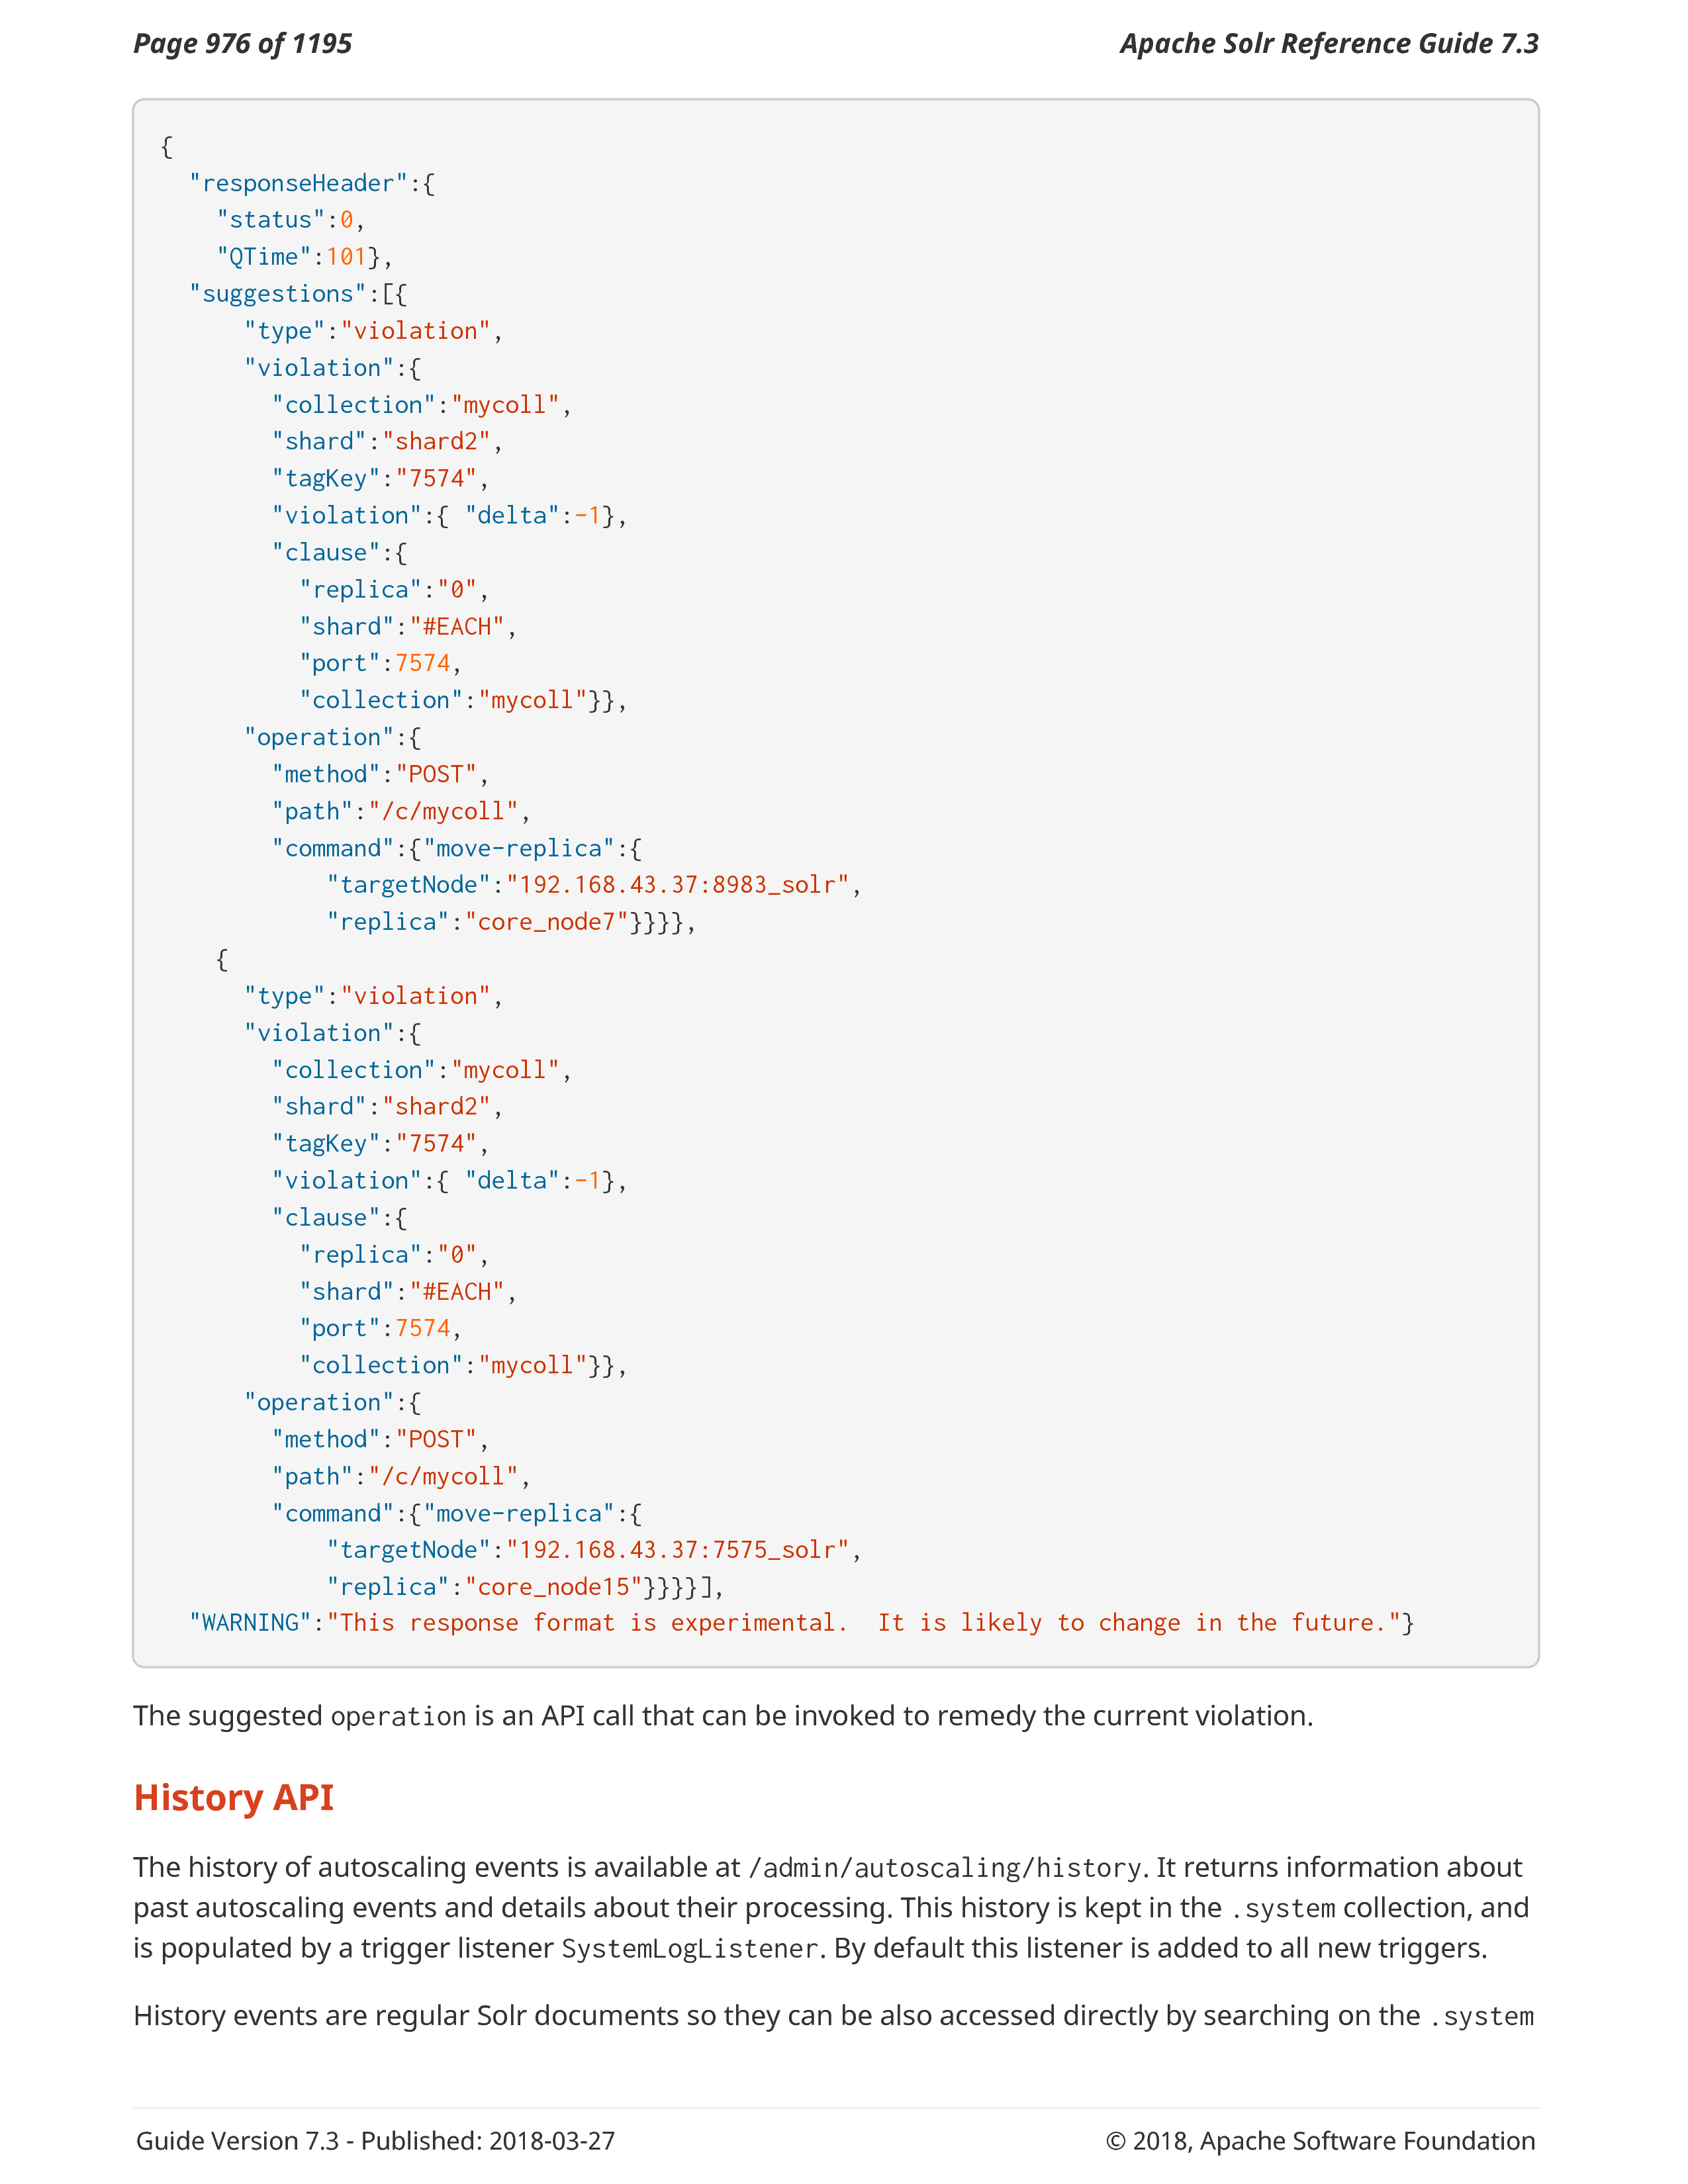 Page 976 of 1195
Apache Solr Reference Guide 7.3
{
  "responseHeader":{
    "status":0,
    "QTime":101},
  "suggestions":[{
      "type":"violation",
      "violation":{
        "collection":"mycoll",
        "shard":"shard2",
        "tagKey":"7574",
        "violation":{ "delta":-1},
        "clause":{
          "replica":"0",
          "shard":"#EACH",
          "port":7574,
          "collection":"mycoll"}},
      "operation":{
        "method":"POST",
        "path":"/c/mycoll",
        "command":{"move-replica":{
            "targetNode":"192.168.43.37:8983_solr",
            "replica":"core_node7"}}}},
    {
      "type":"violation",
      "violation":{
        "collection":"mycoll",
        "shard":"shard2",
        "tagKey":"7574",
        "violation":{ "delta":-1},
        "clause":{
          "replica":"0",
          "shard":"#EACH",
          "port":7574,
          "collection":"mycoll"}},
      "operation":{
        "method":"POST",
        "path":"/c/mycoll",
        "command":{"move-replica":{
            "targetNode":"192.168.43.37:7575_solr",
            "replica":"core_node15"}}}}],
  "WARNING":"This response format is experimental.  It is likely to change in the future."}
The suggested operation is an API call that can be invoked to remedy the current violation.
History API
The history of autoscaling events is available at /admin/autoscaling/history. It returns information about
past autoscaling events and details about their processing. This history is kept in the .system collection, and
is populated by a trigger listener SystemLogListener. By default this listener is added to all new triggers.
History events are regular Solr documents so they can be also accessed directly by searching on the .system
Guide Version 7.3 - Published: 2018-03-27
© 2018, Apache Software Foundation